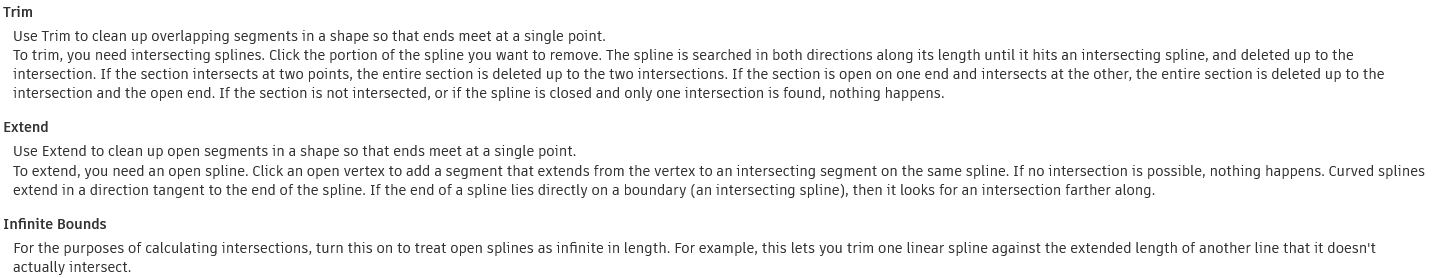 Trim
Use Trim to clean up overlapping segments in a shape so that ends meet at a single point.
To trim, you need intersecting splines. Click the portion of the spline you want to remove. The spline is searched in both directions along its length until it hits an intersecting spline, and deleted up to the
intersection. If the section intersects at two points, the entire section is deleted up to the two intersections. If the section is open on one end and intersects at the other, the entire section is deleted up to the
intersection and the open end. If the section is not intersected, or if the spline is closed and only one intersection is found, nothing happens.
Extend
Use Extend to clean up open segments in a shape so that ends meet at a single point.
To extend, you need an open spline. Click an open vertex to add a segment that extends from the vertex to an intersecting segment on the same spline. If no intersection is possible, nothing happens. Curved splines
extend in a direction tangent to the end of the spline. If the end of a spline lies directly on a boundary (an intersecting spline), then it looks for an intersection farther along.
Infinite Bounds
For the purposes of calculating intersections, turn this on to treat open splines as infinite in length. For example, this lets you trim one linear spline against the extended length of another line that it doesn't
actually intersect.